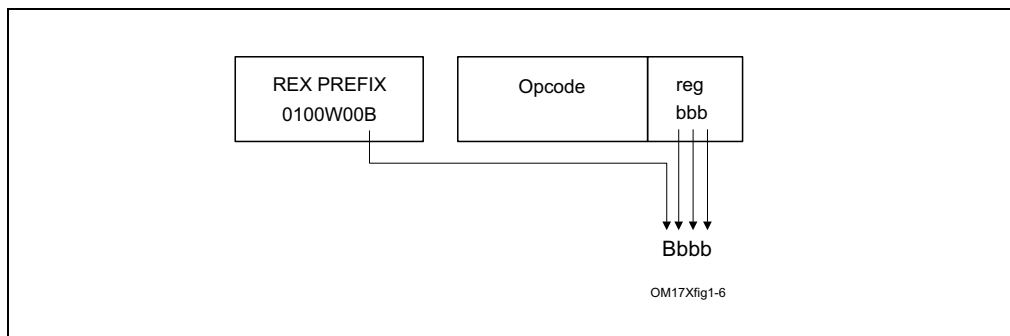 REX PREFIX
0100W00B
Opcode
reg
bbb
Bbbb
OM17Xfig1-6